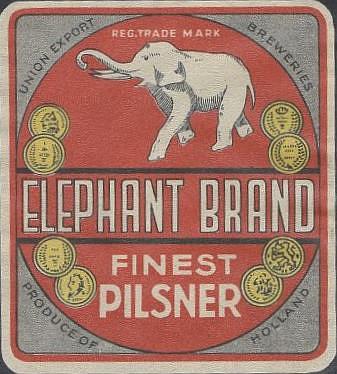 REG. TRADE MARK
UNION EXPORT BREWERIES
ELEPHANT BRAND
FINEST
PILSNER
PRODUCE OF HOLLAND